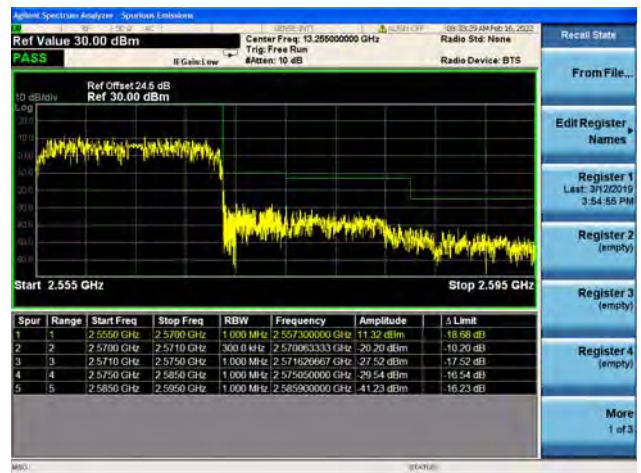 Agilent Spectrum Analyzer - Spurious Emissions
Ref Value 30.00 dBm
Center Freq: 13.255000000 GHz
Trig: Free Run
#Atten: 10 dB
IFGain:Low
08:33:29 AM Feb 16, 2022
Radio Std: None
Radio Device: BTS
PASS
Ref Offset 24.5 dB
10 dB/div
Ref 30.00 dBm
Log
Start 2.555 GHz
Stop 2.595 GHz
Spur Range Start Freq Stop Freq RBW Frequency Amplitude Δ Limit
1 1 2.5550 GHz 2.5700 GHz 1.000 MHz 2.557300000 GHz 11.32 dBm -18.68 dB
2 2 2.5700 GHz 2.5710 GHz 300.0 kHz 2.570063333 GHz -20.20 dBm -10.20 dB
3 3 2.5710 GHz 2.5750 GHz 1.000 MHz 2.571626667 GHz -27.52 dBm -17.52 dB
4 4 2.5750 GHz 2.5850 GHz 1.000 MHz 2.575050000 GHz -29.54 dBm -16.54 dB
5 5 2.5850 GHz 2.5950 GHz 1.000 MHz 2.585900000 GHz -41.23 dBm -16.23 dB
MSG
STATUS
Recall State
From File...
Edit Register
Names
Register 1
Last: 3/12/2019
3:54:55 PM
Register 2
(empty)
Register 3
(empty)
Register 4
(empty)
More
1 of 3